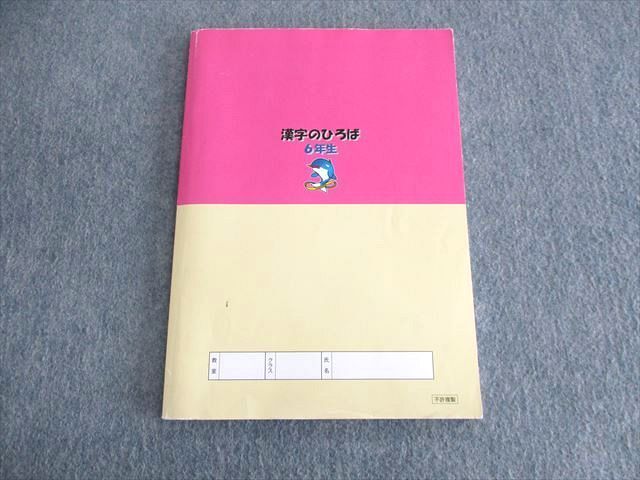 漢字のひろば
6年生
教室
クラス
氏名
不許複製